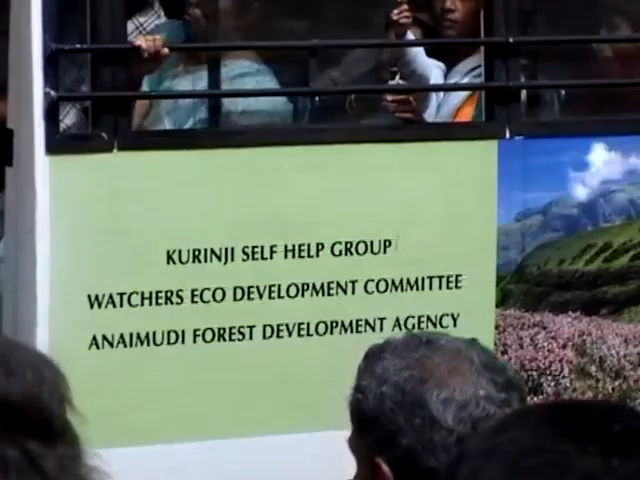 KURINJI SELF HELP GROUP
WATCHERS ECO DEVELOPMENT COMMITTEE
ANAIMUDI FOREST DEVELOPMENT AGENCY